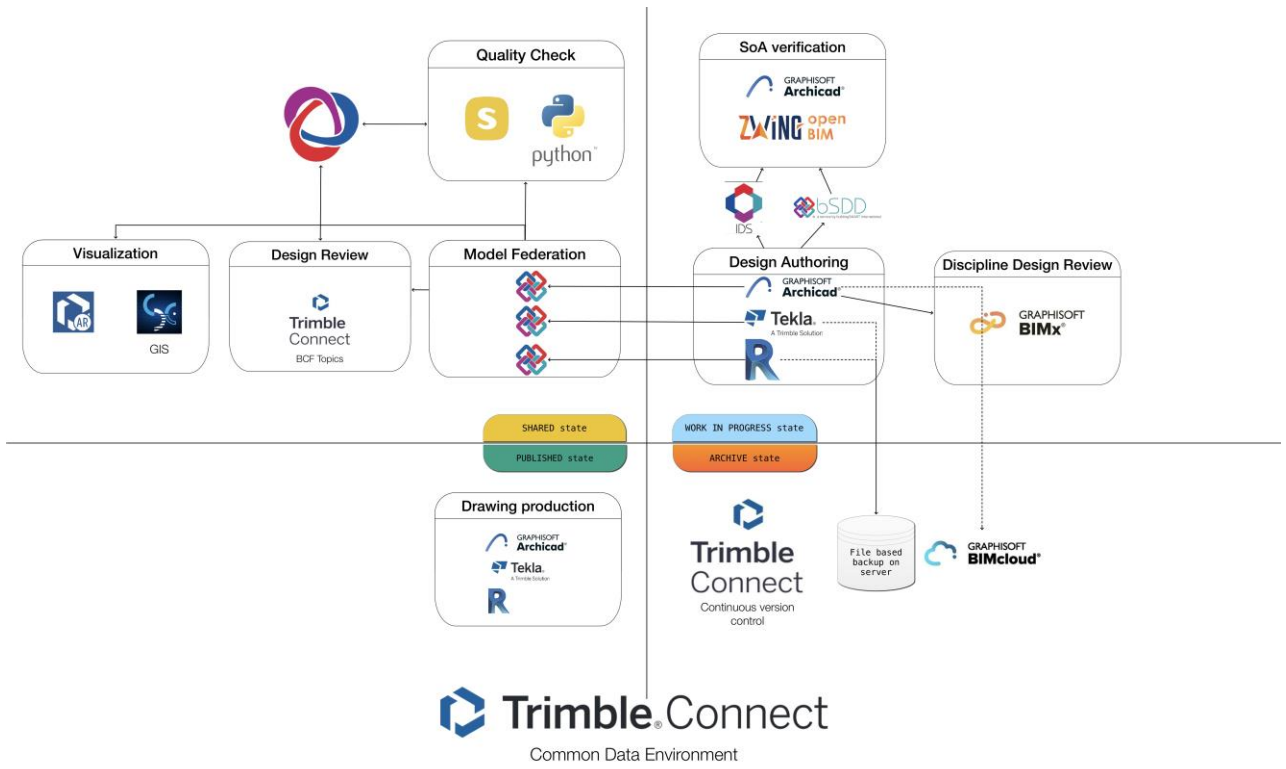 Quality Check
S
python™
SoA verification
GRAPHISOFT
Archicad®
ZWING open
BIM
IDS
bSDD
Visualization
AR
GIS
Design Review
Trimble
Connect
BCF Topics
Model Federation
Design Authoring
GRAPHISOFT
Archicad®
Tekla®
A Trimble Solution
R
Discipline Design Review
GRAPHISOFT
BIMx®
SHARED state
WORK IN PROGRESS state
PUBLISHED state
ARCHIVE state
Drawing production
GRAPHISOFT
Archicad®
Tekla®
A Trimble Solution
R
Trimble
Connect
Continuous version
control
File based
backup on
server
GRAPHISOFT
BIMcloud®
Trimble® Connect
Common Data Environment